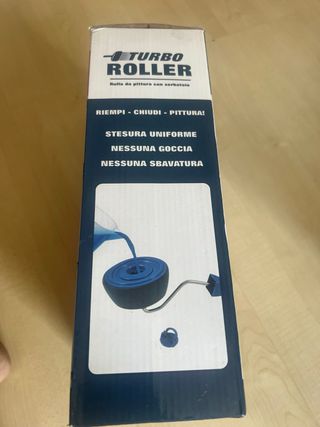 TURBO
ROLLER
Rullo da pittura con serbatoio
RIEMPI - CHIUDI - PITTURA!
STESURA UNIFORME
NESSUNA GOCCIA
NESSUNA SBAVATURA